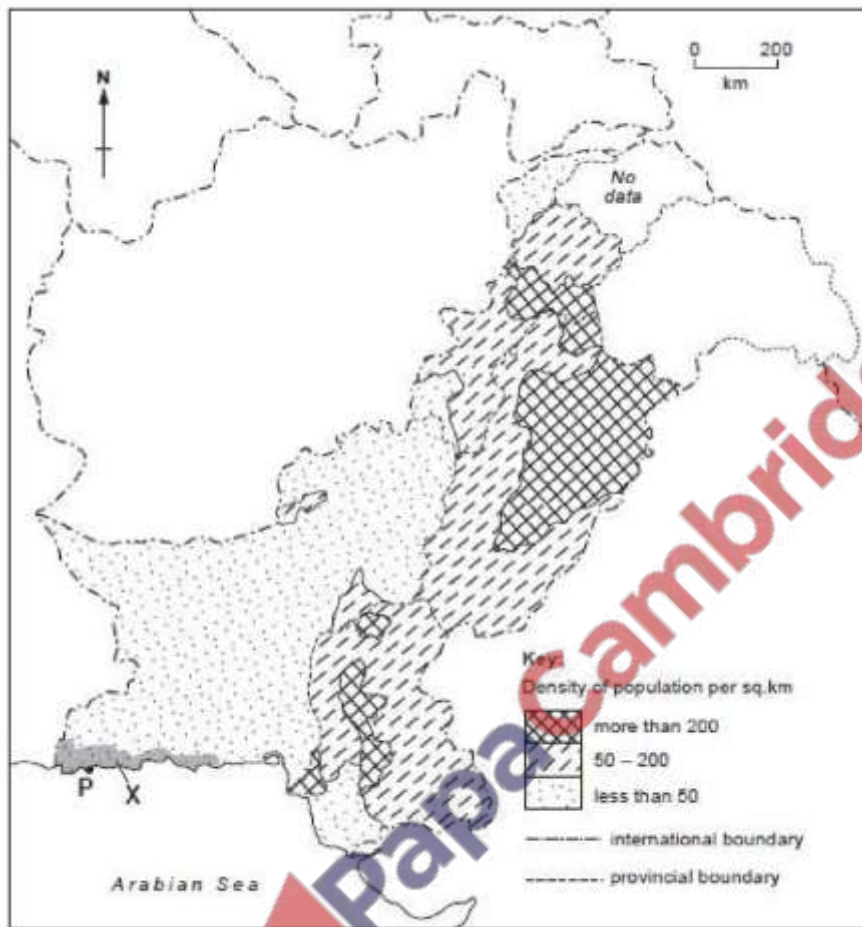 0 200
km
N
No
data
Key:
Density of population per sq.km
more than 200
50 – 200
less than 50
P
X
international boundary
Arabian Sea
provincial boundary
PapaCambridge